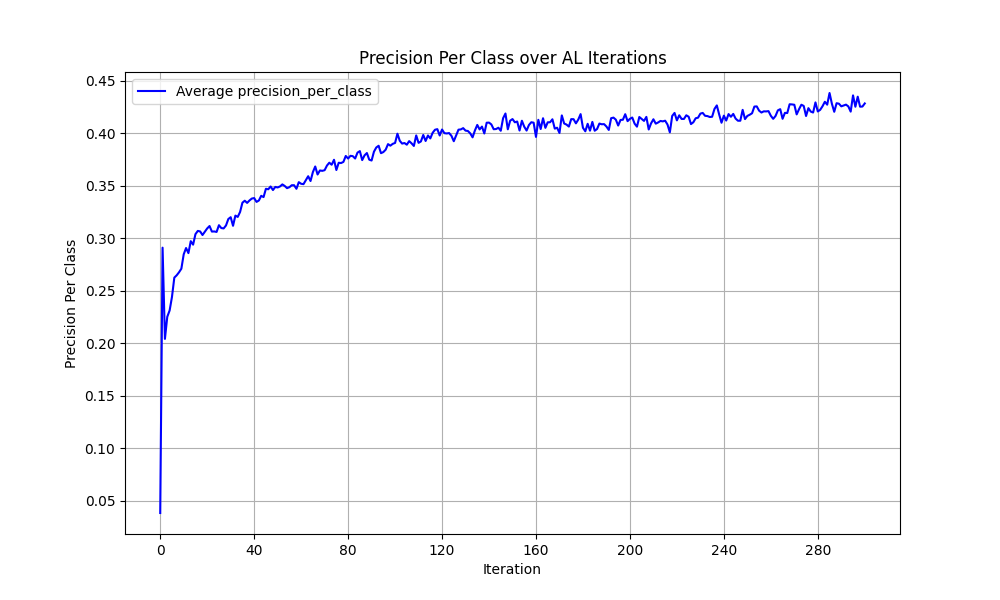 Precision Per Class over AL Iterations
Average precision_per_class
Precision Per Class
0.45
0.40
0.35
0.30
0.25
0.20
0.15
0.10
0.05
0 40 80 120 160 200 240 280
Iteration